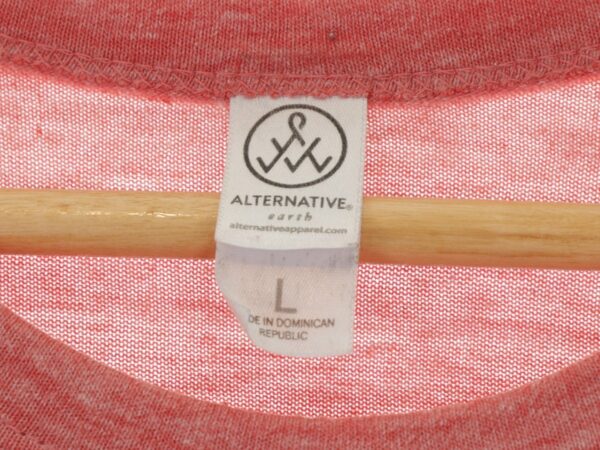 ALTERNATIVE®
earth
alternativeapparel.com
L
DE IN DOMINICAN
REPUBLIC